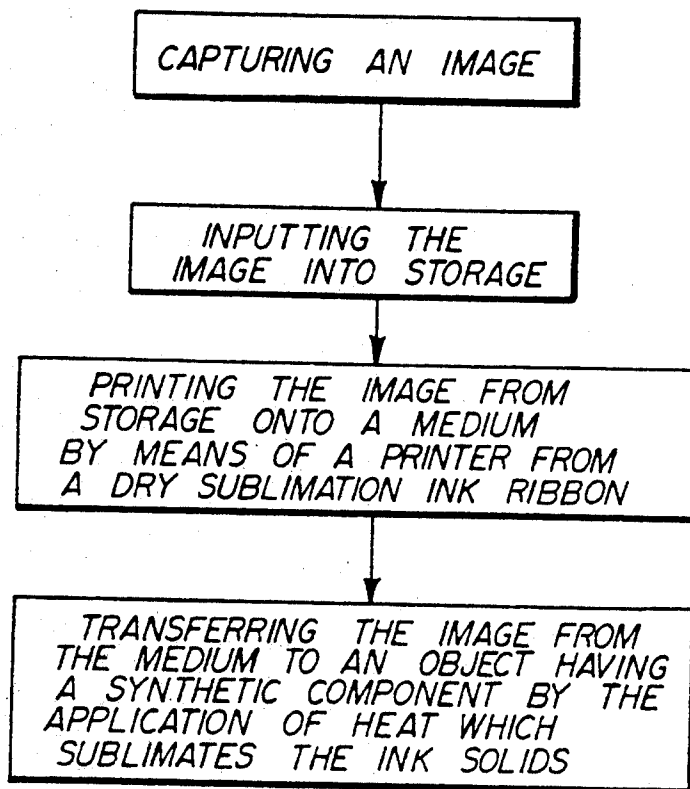 CAPTURING AN IMAGE
INPUTTING THE
IMAGE INTO STORAGE
PRINTING THE IMAGE FROM
STORAGE ONTO A MEDIUM
BY MEANS OF A PRINTER FROM
A DRY SUBLIMATION INK RIBBON
TRANSFERRING THE IMAGE FROM
THE MEDIUM TO AN OBJECT HAVING
A SYNTHETIC COMPONENT BY THE
APPLICATION OF HEAT WHICH
SUBLIMATES THE INK SOLIDS